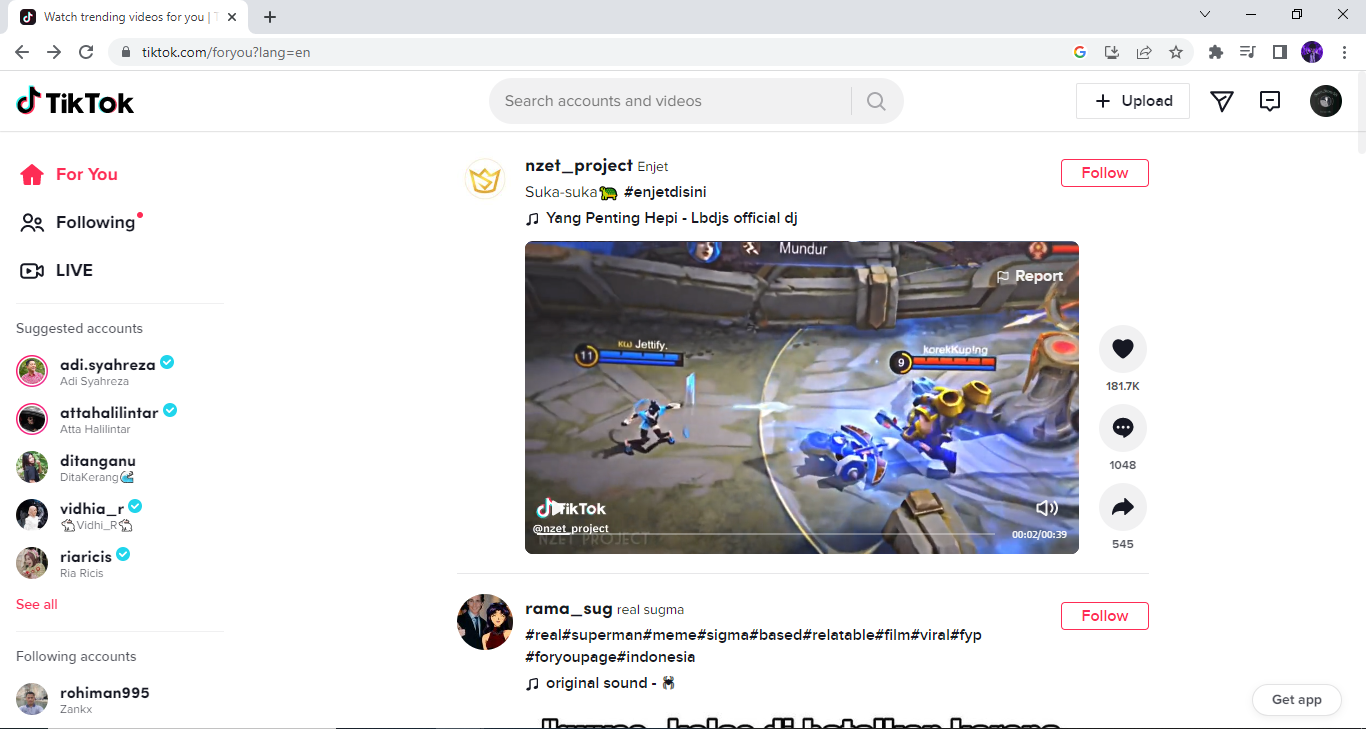 Watch trending videos for you | T
tiktok.com/foryou?lang=en
TikTok
Search accounts and videos
Upload
For You
Following
LIVE
Suggested accounts
adi.syahreza
Adi Syahreza
attahalilintar
Atta Halilintar
ditanganu
DitaKerang🌊
vidhia_r
🐇Vidhi_R🐇
riaricis
Ria Ricis
See all
Following accounts
rohiman995
Zankx
nzet_project Enjet
Follow
Suka-suka🐢 #enjetdisini
Yang Penting Hepi - Lbdjs official dj
Mundur
Report
11
Jettify.
9
korekKuping
TikTok
@nzet_project
NZET PROJECT
00:02/00:39
181.7K
1048
545
rama_sug real sugma
Follow
#real#superman#meme#sigma#based#relatable#film#viral#fyp
#foryoupage#indonesia
original sound - 🕷
Get app